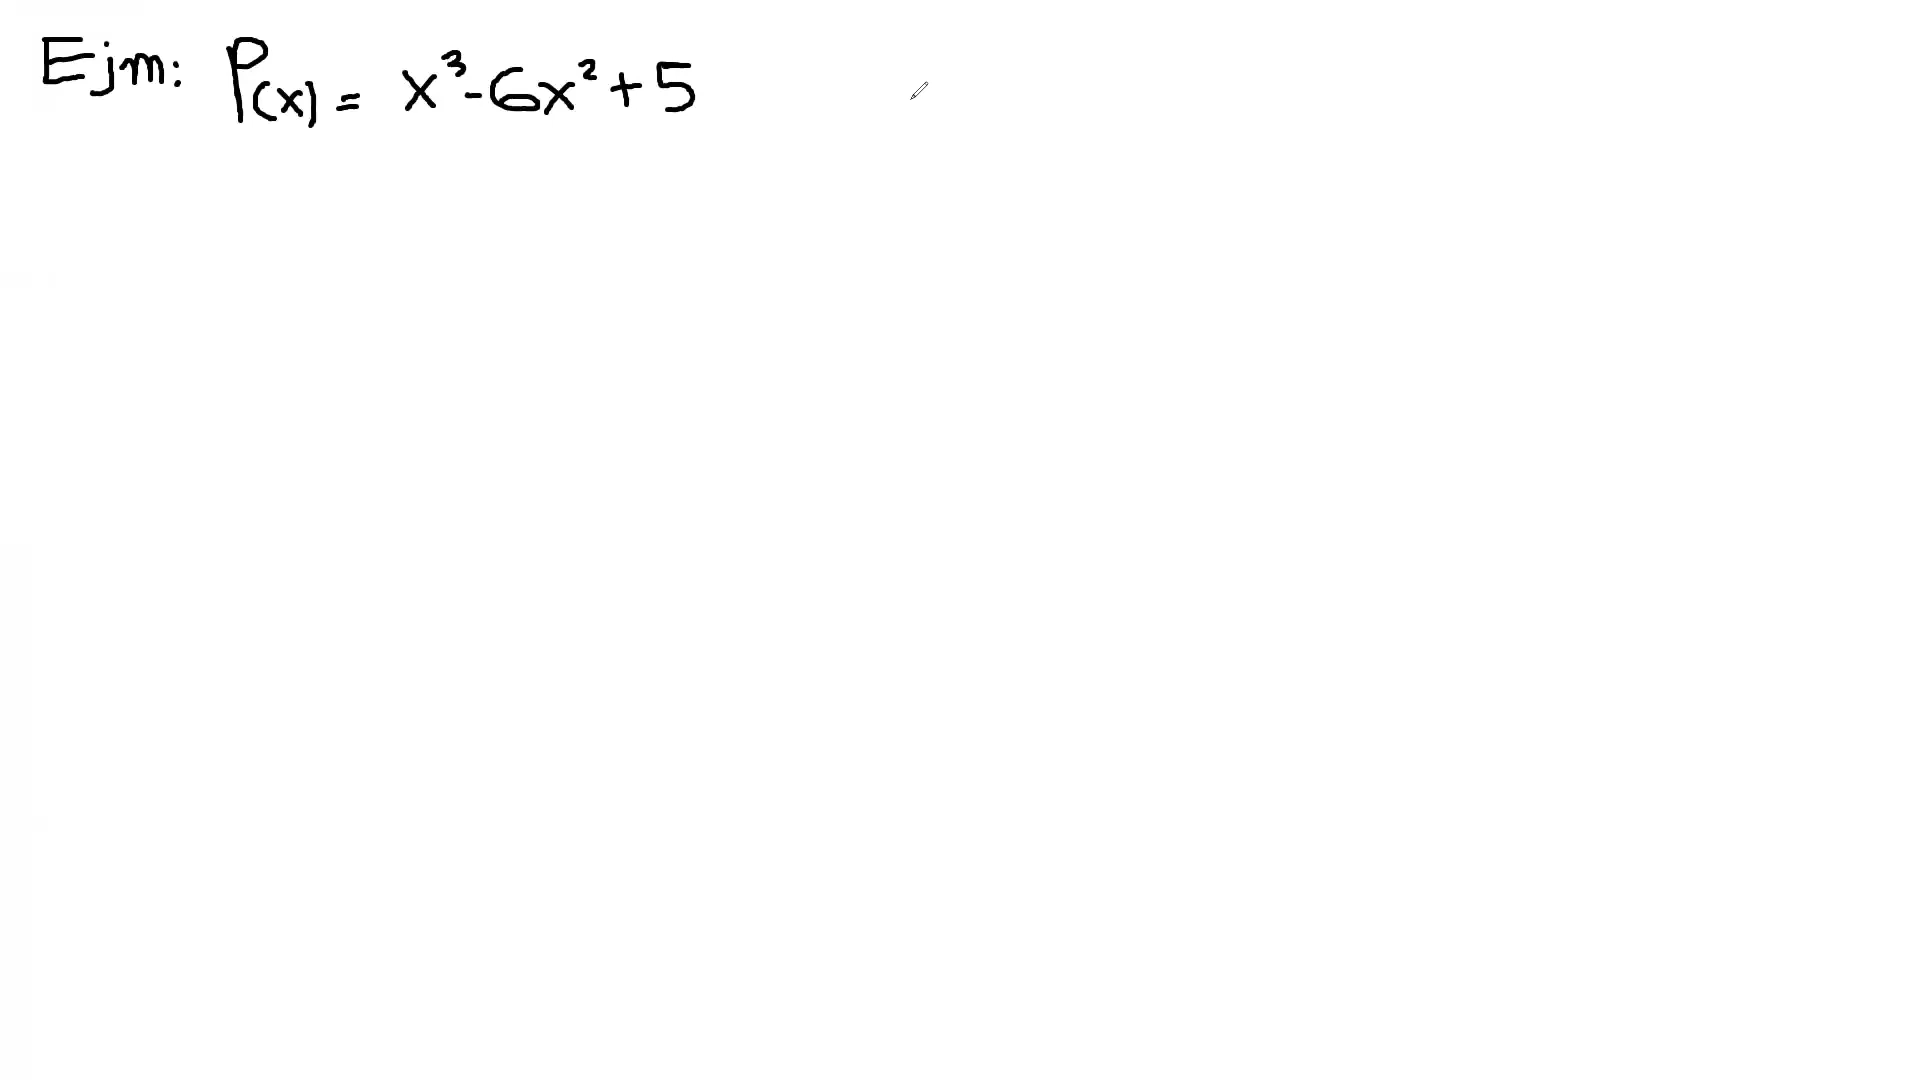 Ejm: P(x) = x³-6x²+5